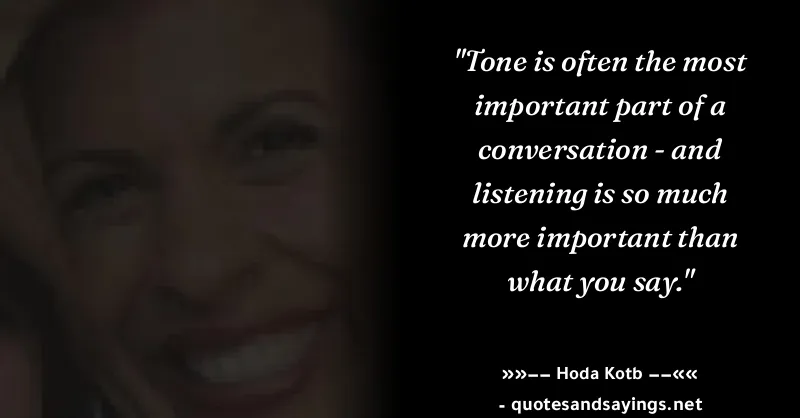 "Tone is often the most
important part of a
conversation - and
listening is so much
more important than
what you say."
»»−− Hoda Kotb −−««
- quotesandsayings.net